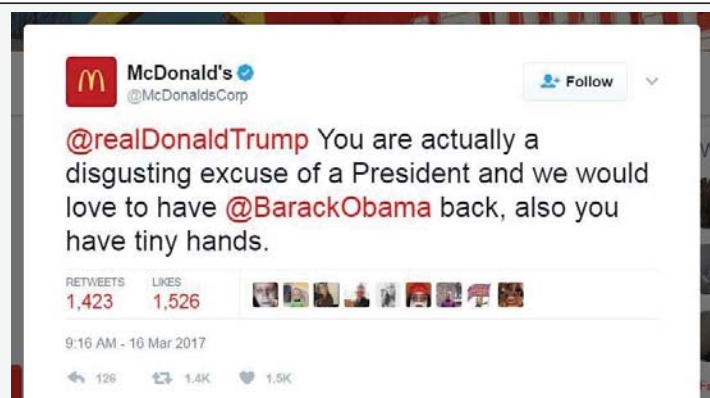 McDonald's
@McDonaldsCorp
Follow
@realDonaldTrump You are actually a
disgusting excuse of a President and we would
love to have @BarackObama back, also you
have tiny hands.
RETWEETS LIKES
1,423 1,526
9:16 AM - 16 Mar 2017
126 1.4K 1.5K